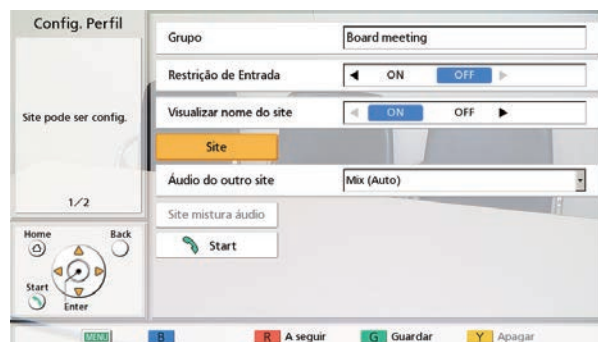 Config. Perfil
Site pode ser config.
1/2
Home
Back
Start
Enter
Grupo
Board meeting
Restrição de Entrada
ON
OFF
Visualizar nome do site
ON
OFF
Site
Áudio do outro site
Mix (Auto)
Site mistura áudio
Start
MENU
B
R A seguir
G Guardar
Y Apagar